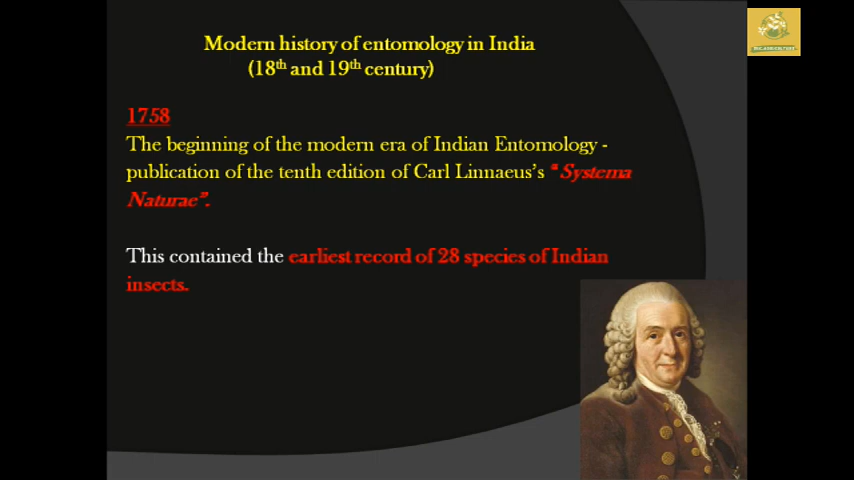 Modern history of entomology in India
(18th and 19th century)
1758
The beginning of the modern era of Indian Entomology -
publication of the tenth edition of Carl Linnaeus's “Systema
Naturae”.
This contained the earliest record of 28 species of Indian
insects.